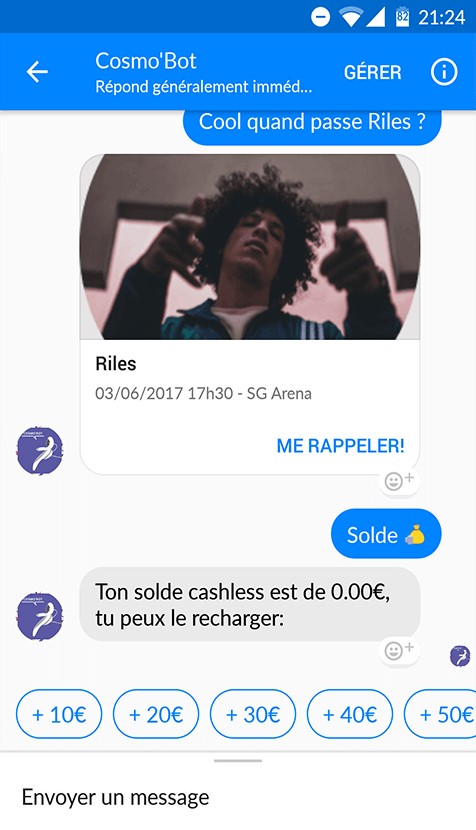 21:24
82
Cosmo'Bot
Répond généralement imméd...
GÉRER
Cool quand passe Riles ?
Riles
03/06/2017 17h30 - SG Arena
ME RAPPELER!
Solde 💰
Ton solde cashless est de 0.00€,
tu peux le recharger:
+ 10€
+ 20€
+ 30€
+ 40€
+ 50€
Envoyer un message